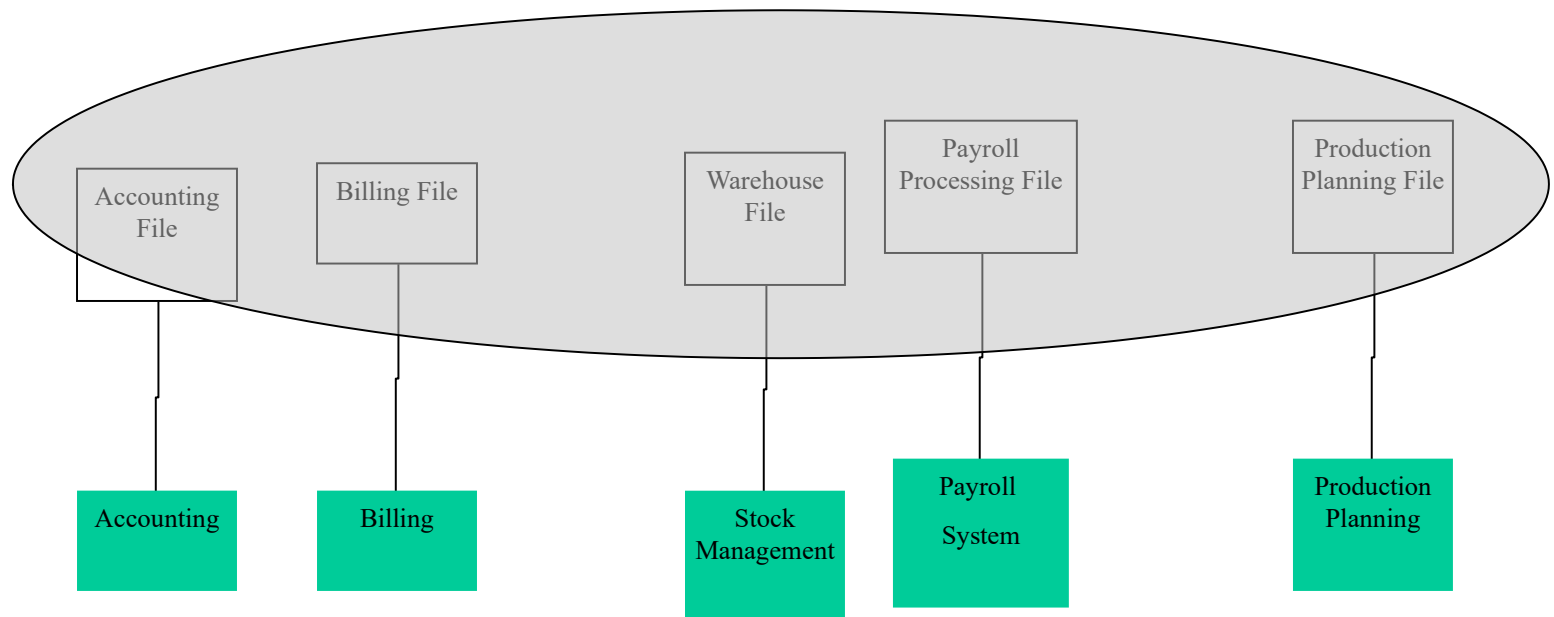 Accounting
File
Billing File
Warehouse
File
Payroll
Processing File
Production
Planning File
Accounting
Billing
Stock
Management
Payroll
System
Production
Planning